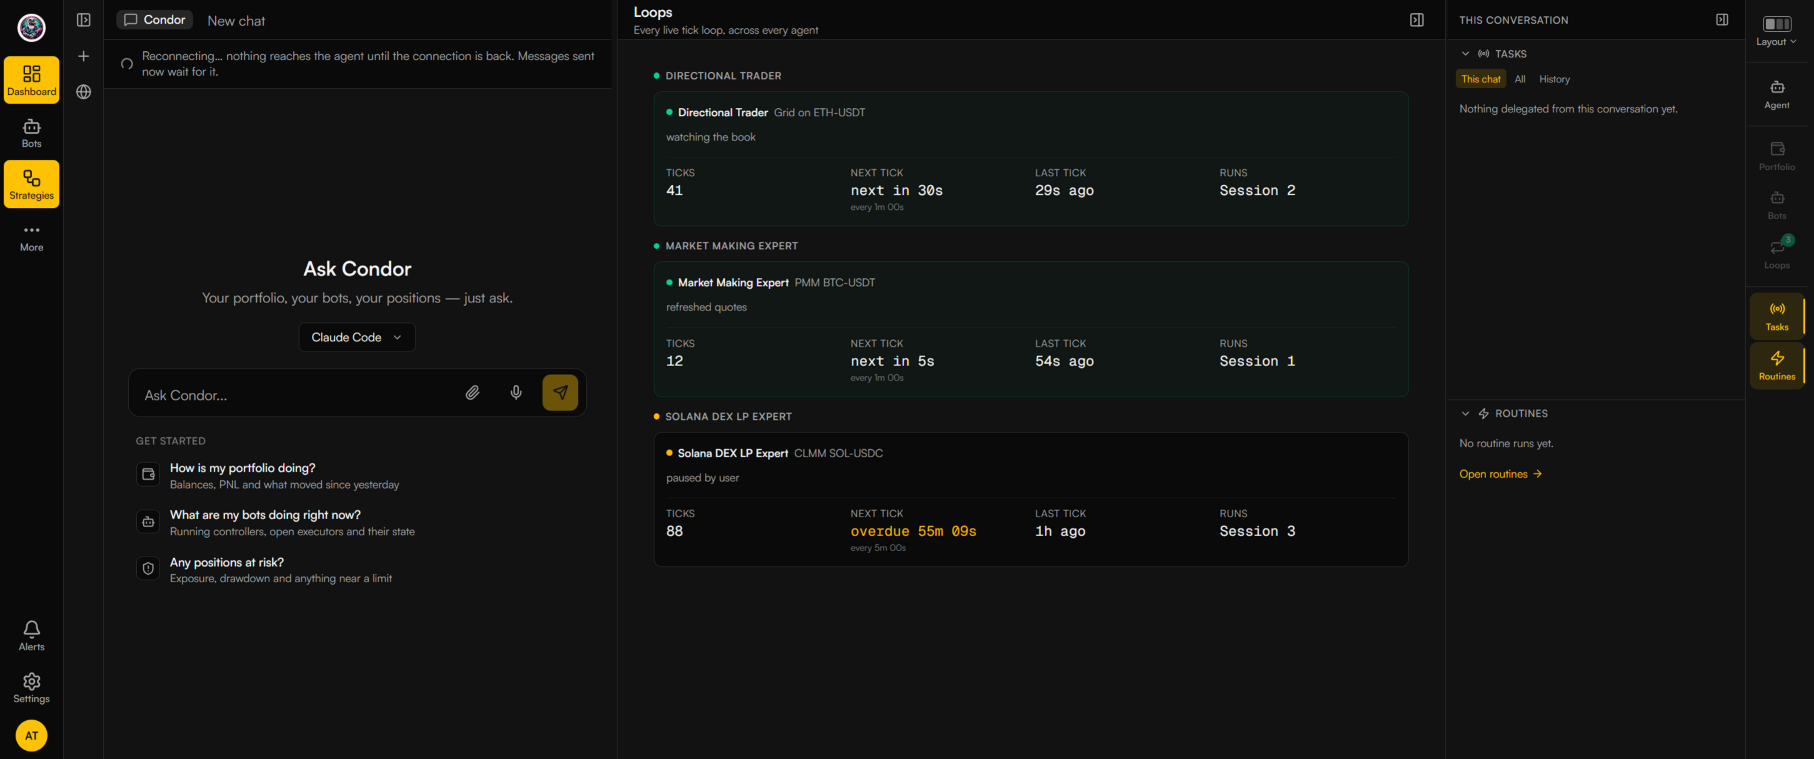 Dashboard
Bots
Strategies
More
Alerts
Settings
AT
Condor
New chat
Reconnecting... nothing reaches the agent until the connection is back. Messages sent
now wait for it.
Ask Condor
Your portfolio, your bots, your positions — just ask.
Claude Code
Ask Condor...
GET STARTED
How is my portfolio doing?
Balances, PNL and what moved since yesterday
What are my bots doing right now?
Running controllers, open executors and their state
Any positions at risk?
Exposure, drawdown and anything near a limit
Loops
Every live tick loop, across every agent
DIRECTIONAL TRADER
Directional Trader Grid on ETH-USDT
watching the book
TICKS NEXT TICK LAST TICK RUNS
41 next in 30s 29s ago Session 2
every 1m 00s
MARKET MAKING EXPERT
Market Making Expert PMM BTC-USDT
refreshed quotes
TICKS NEXT TICK LAST TICK RUNS
12 next in 5s 54s ago Session 1
every 1m 00s
SOLANA DEX LP EXPERT
Solana DEX LP Expert CLMM SOL-USDC
paused by user
TICKS NEXT TICK LAST TICK RUNS
88 overdue 55m 09s 1h ago Session 3
every 5m 00s
THIS CONVERSATION
TASKS
This chat All History
Nothing delegated from this conversation yet.
ROUTINES
No routine runs yet.
Open routines →
Layout
Agent
Portfolio
Bots
3
Loops
Tasks
Routines